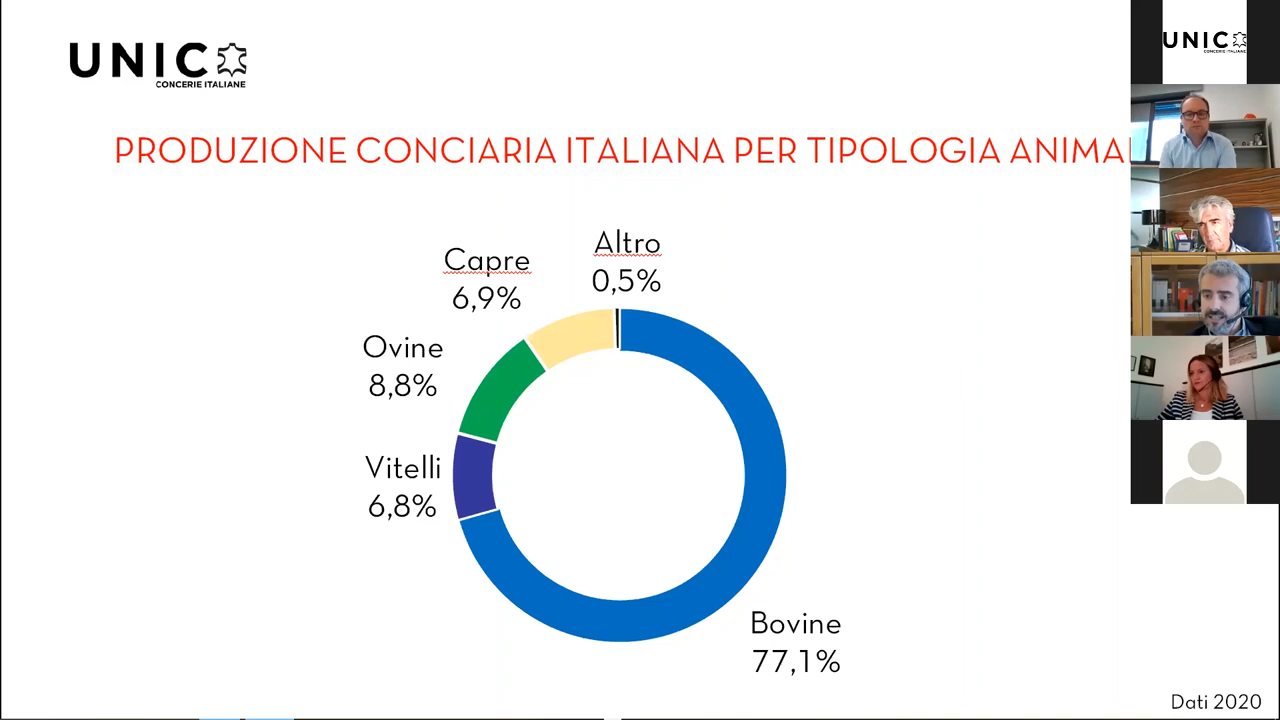 UNIC
CONCERIE ITALIANE
UNIC
CONCERIE ITALIANE
PRODUZIONE CONCIARIA ITALIANA PER TIPOLOGIA ANIMA
Altro
0,5%
Capre
6,9%
Ovine
8,8%
Vitelli
6,8%
Bovine
77,1%
Dati 2020